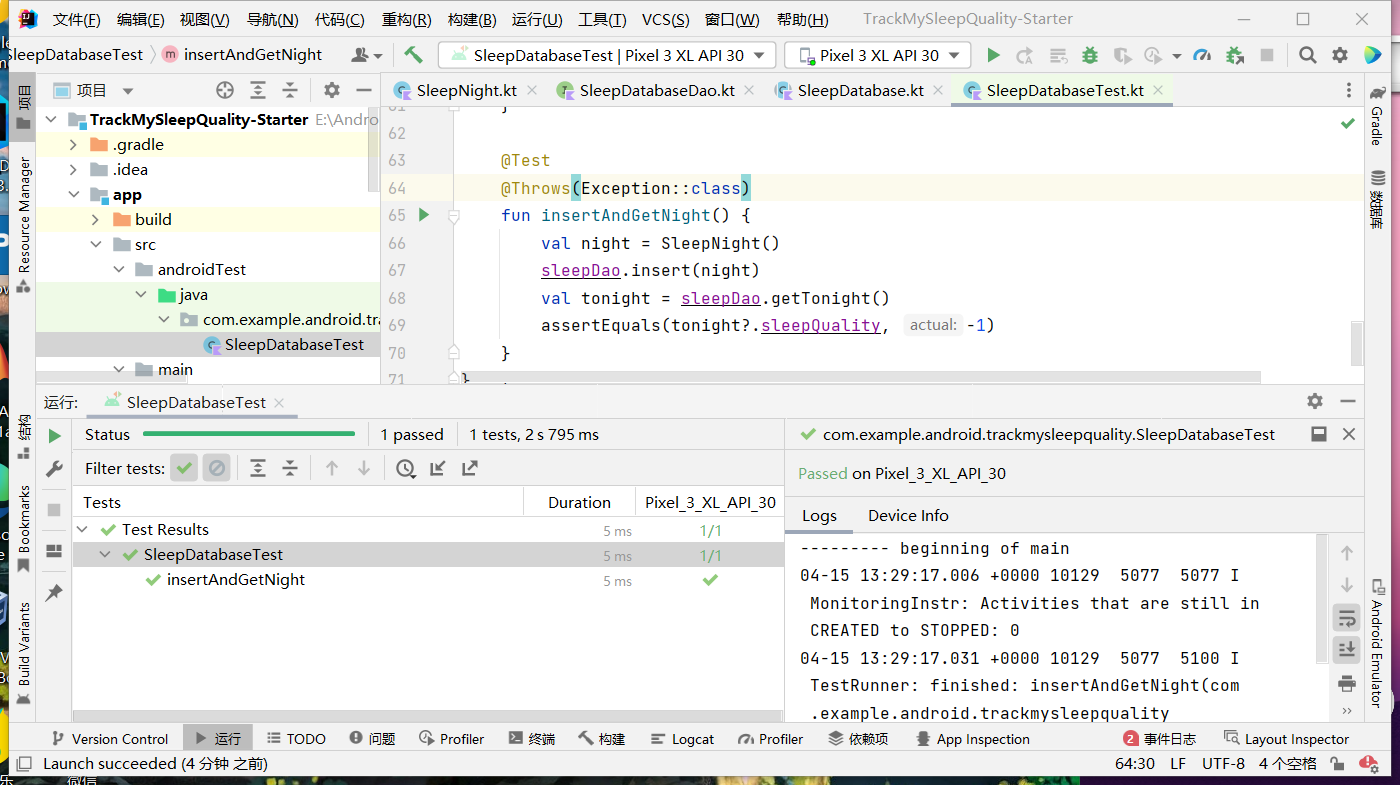 文件(F) 编辑(E) 视图(V) 导航(N) 代码(C) 重构(R) 构建(B) 运行(U) 工具(T) VCS(S) 窗口(W) 帮助(H) TrackMySleepQuality-Starter
SleepDatabaseTest insertAndGetNight SleepDatabaseTest | Pixel 3 XL API 30 Pixel 3 XL API 30
项目
SleepNight.kt SleepDatabaseDao.kt SleepDatabase.kt SleepDatabaseTest.kt
TrackMySleepQuality-Starter E:\Andro
.gradle
.idea
app
build
src
androidTest
java
com.example.android.tra
SleepDatabaseTest
main
61 }
62
63 @Test
64 @Throws(Exception::class)
65 fun insertAndGetNight() {
66 val night = SleepNight()
67 sleepDao.insert(night)
68 val tonight = sleepDao.getTonight()
69 assertEquals(tonight?.sleepQuality, actual: -1)
70 }
71 }
项目
Resource Manager
结构
Bookmarks
Build Variants
Gradle
数据库
Android Emulator
运行: SleepDatabaseTest
Status 1 passed 1 tests, 2 s 795 ms
Filter tests:
Tests Duration Pixel_3_XL_API_30
Test Results 5 ms 1/1
SleepDatabaseTest 5 ms 1/1
insertAndGetNight 5 ms
com.example.android.trackmysleepquality.SleepDatabaseTest
Passed on Pixel_3_XL_API_30
Logs Device Info
--------- beginning of main
04-15 13:29:17.006 +0000 10129 5077 5077 I
MonitoringInstr: Activities that are still in
CREATED to STOPPED: 0
04-15 13:29:17.031 +0000 10129 5077 5100 I
TestRunner: finished: insertAndGetNight(com
.example.android.trackmysleepquality
Version Control 运行 TODO 问题 Profiler 终端 构建 Logcat Profiler 依赖项 App Inspection 2 事件日志 Layout Inspector
Launch succeeded (4 分钟 之前) 64:30 LF UTF-8 4 个空格